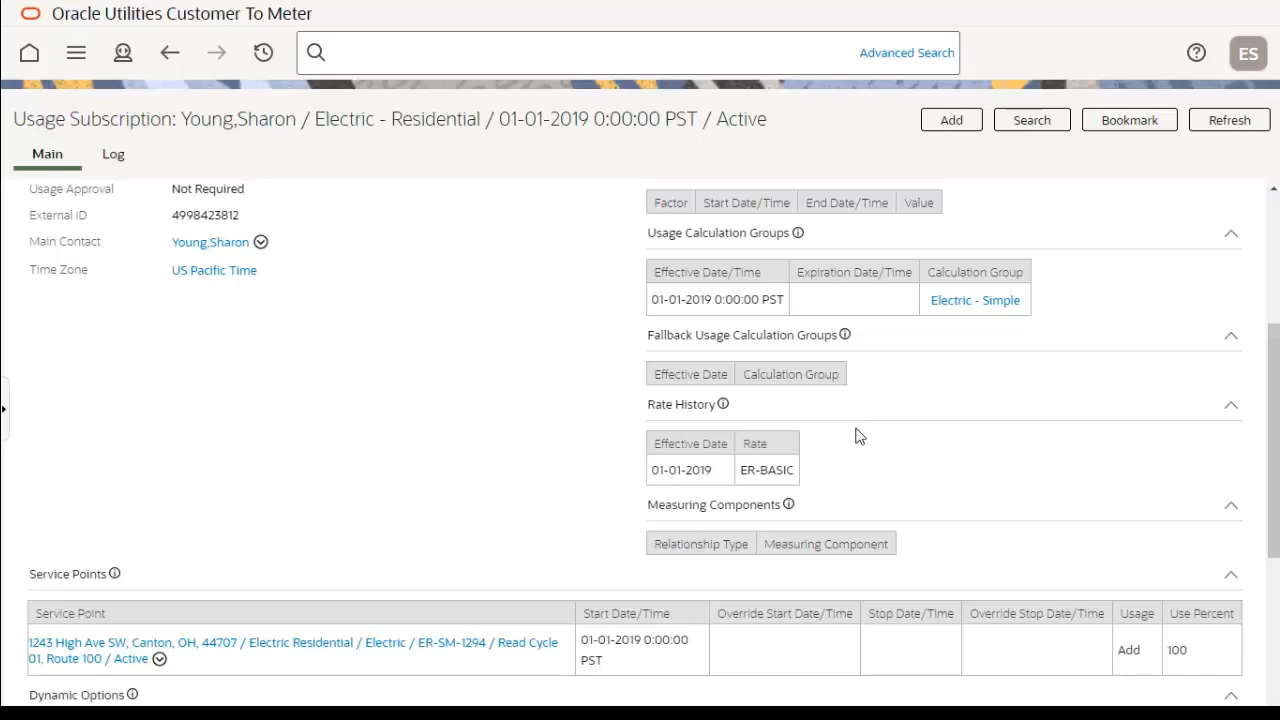 Oracle Utilities Customer To Meter
Advanced Search
ES
Usage Subscription: Young,Sharon / Electric - Residential / 01-01-2019 0:00:00 PST / Active
Add
Search
Bookmark
Refresh
Main
Log
Usage Approval
Not Required
External ID
4998423812
Main Contact
Young,Sharon
Time Zone
US Pacific Time
Factor
Start Date/Time
End Date/Time
Value
Usage Calculation Groups
Effective Date/Time
Expiration Date/Time
Calculation Group
01-01-2019 0:00:00 PST
Electric - Simple
Fallback Usage Calculation Groups
Effective Date
Calculation Group
Rate History
Effective Date
Rate
01-01-2019
ER-BASIC
Measuring Components
Relationship Type
Measuring Component
Service Points
Service Point
Start Date/Time
Override Start Date/Time
Stop Date/Time
Override Stop Date/Time
Usage
Use Percent
1243 High Ave SW, Canton, OH, 44707 / Electric Residential / Electric / ER-SM-1294 / Read Cycle
01, Route 100 / Active
01-01-2019 0:00:00
PST
Add
100
Dynamic Options